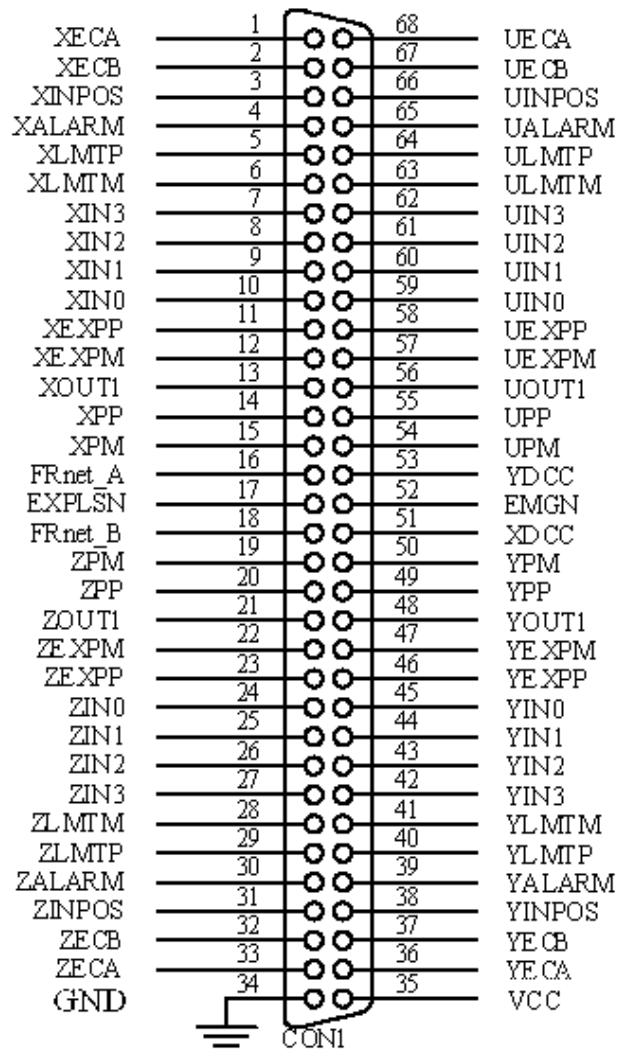 XECA 1 68 UECA
XECB 2 67 UECB
XINPOS 3 66 UINPOS
XALARM 4 65 UALARM
XLMTP 5 64 ULMTP
XLMTM 6 63 ULMTM
XIN3 7 62 UIN3
XIN2 8 61 UIN2
XIN1 9 60 UIN1
XIN0 10 59 UIN0
XEXPP 11 58 UEXPP
XEXPM 12 57 UEXPM
XOUT1 13 56 UOUT1
XPP 14 55 UPP
XPM 15 54 UPM
FRnet_A 16 53 YDCC
EXPLSN 17 52 EMGN
FRnet_B 18 51 XDCC
ZPM 19 50 YPM
ZPP 20 49 YPP
ZOUT1 21 48 YOUT1
ZEXPM 22 47 YEXPM
ZEXPP 23 46 YEXPP
ZIN0 24 45 YIN0
ZIN1 25 44 YIN1
ZIN2 26 43 YIN2
ZIN3 27 42 YIN3
ZLMTM 28 41 YLMTM
ZLMTP 29 40 YLMTP
ZALARM 30 39 YALARM
ZINPOS 31 38 YINPOS
ZECB 32 37 YECB
ZECA 33 36 YECA
GND 34 35 VCC
CON1